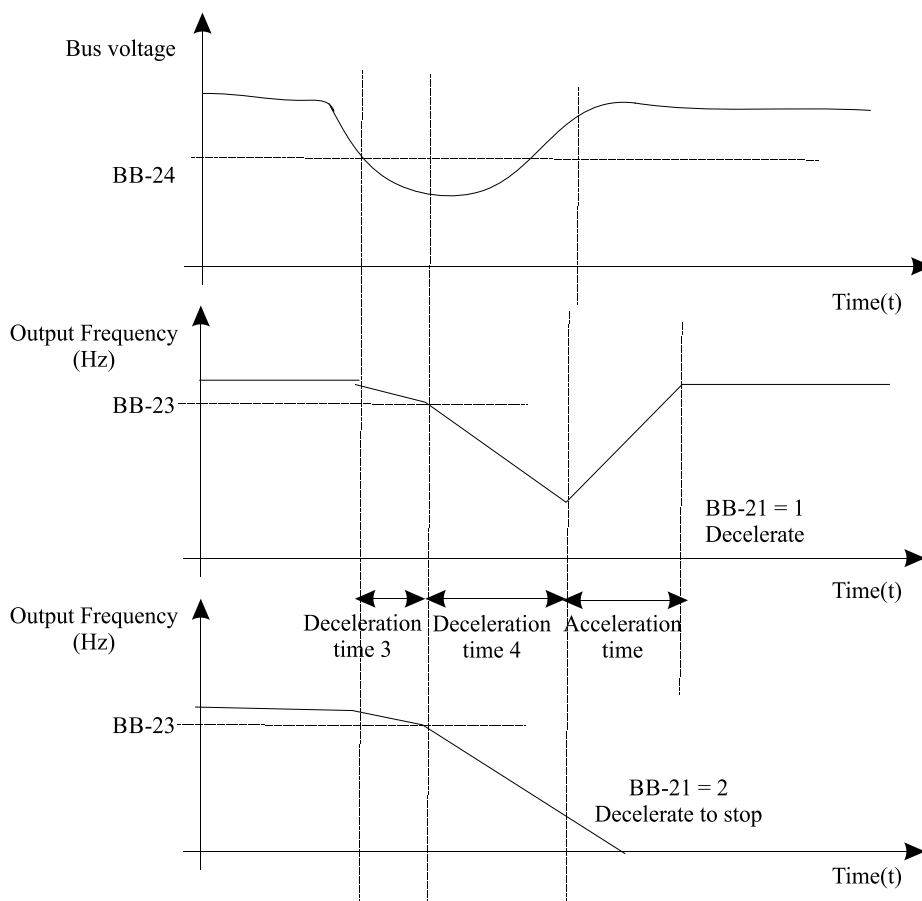 Bus voltage
BB-24
Time(t)
Output Frequency
(Hz)
BB-23
BB-21 = 1
Decelerate
Time(t)
Output Frequency
(Hz)
Deceleration
time 3
Deceleration
time 4
Acceleration
time
BB-23
BB-21 = 2
Decelerate to stop
Time(t)